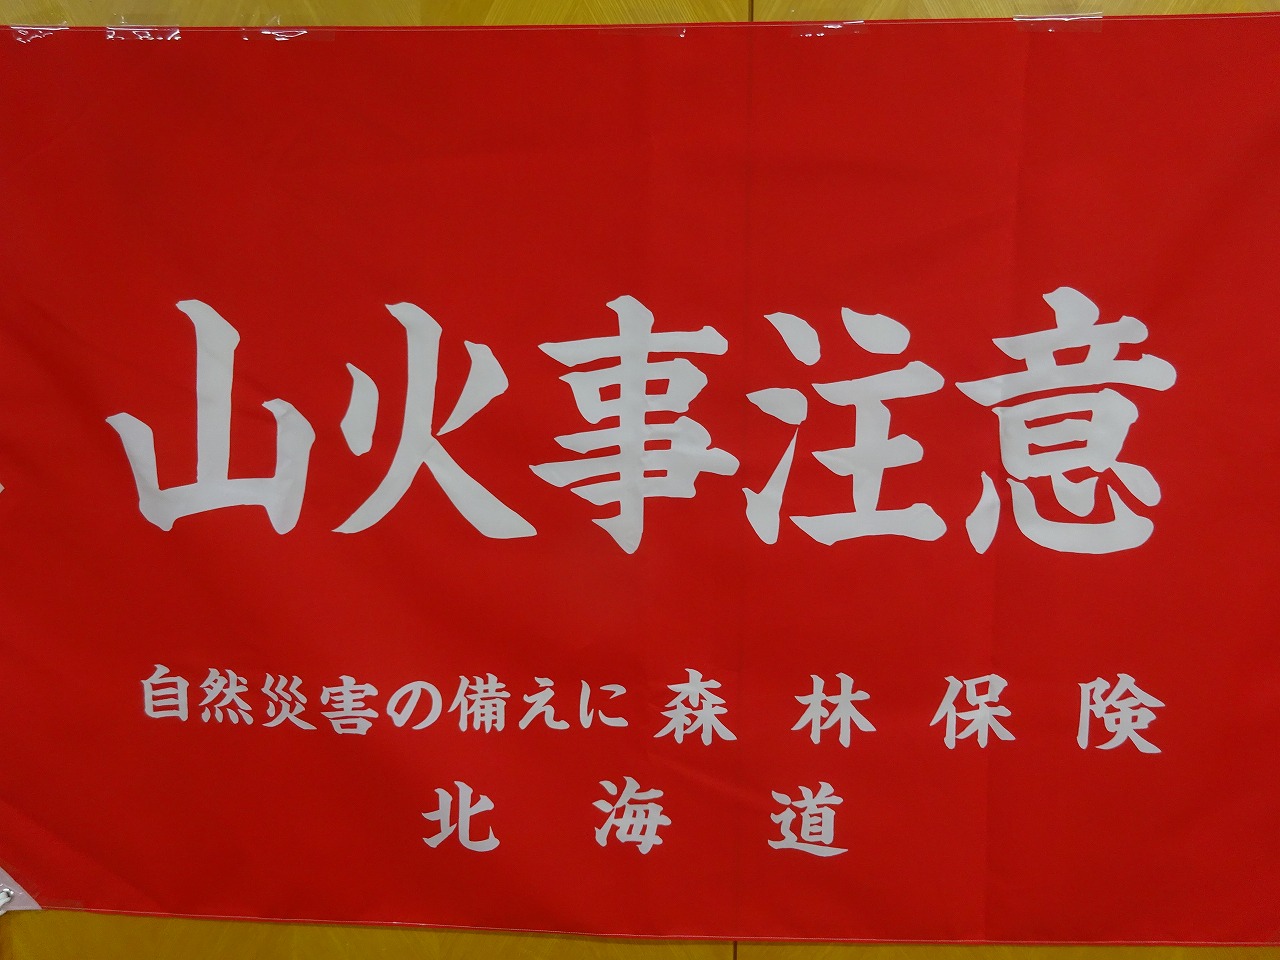 山火事注意
自然災害の備えに 森林保険
北海道